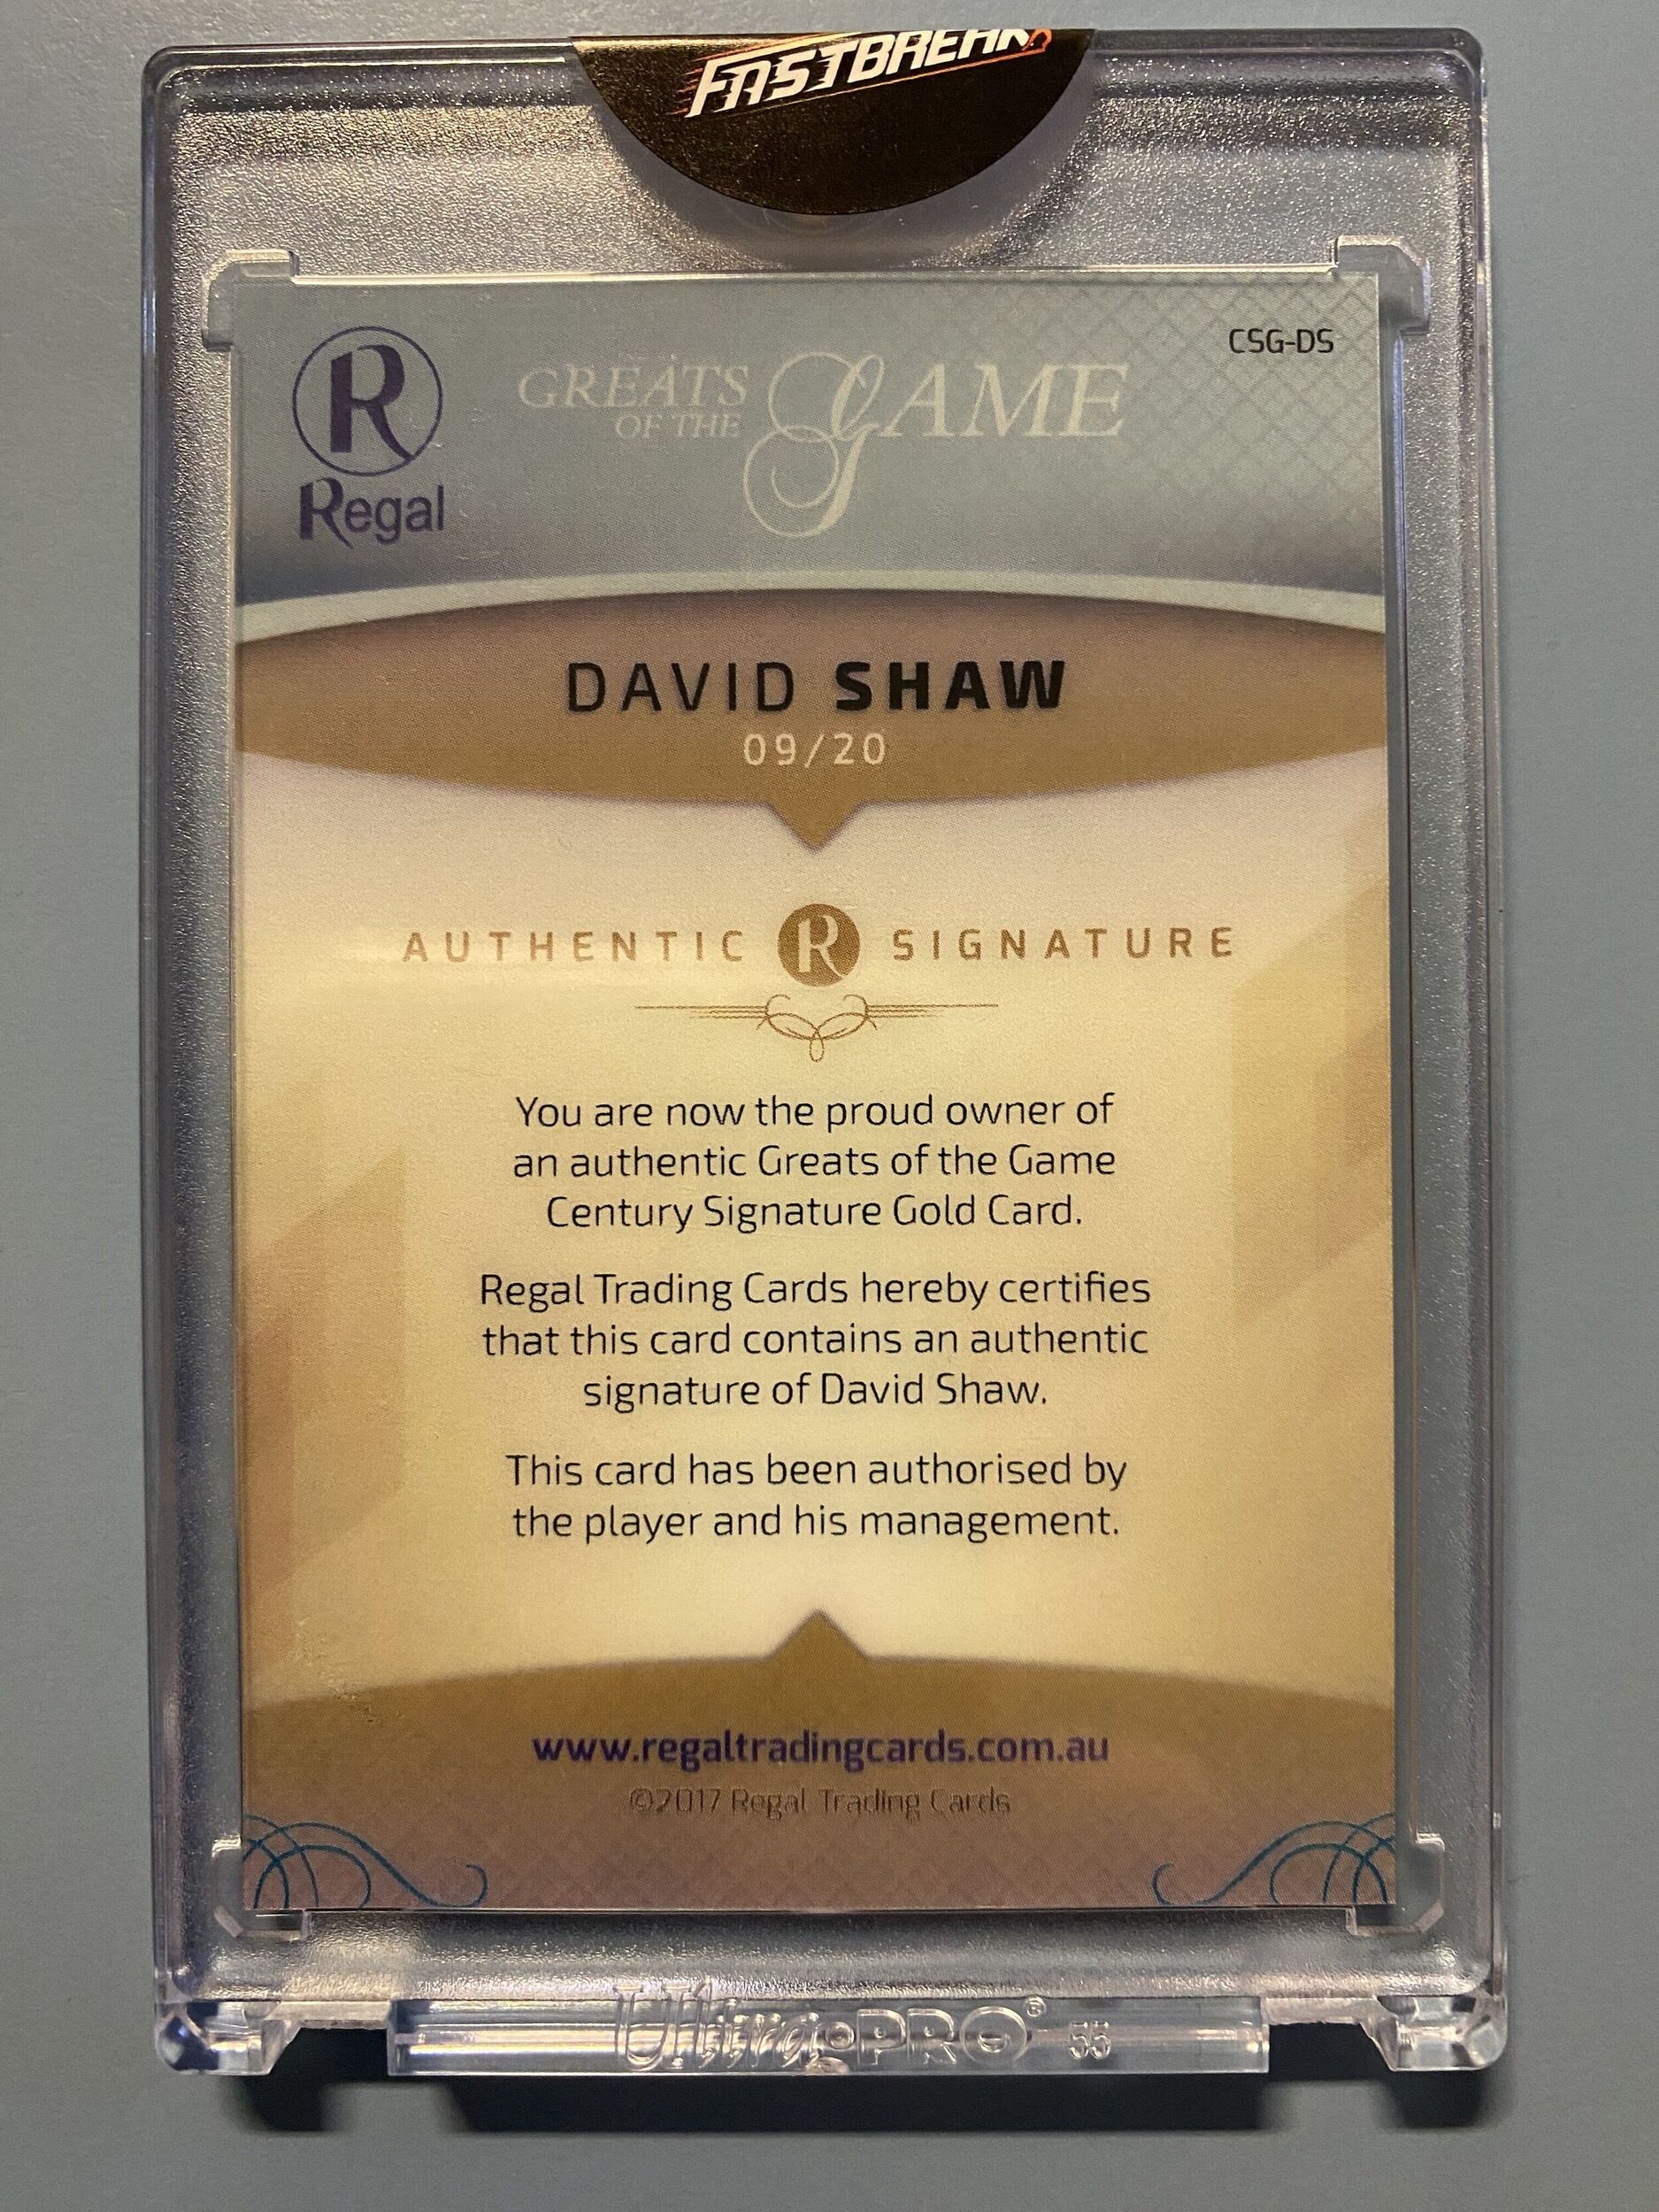 FASTBREAK
CSG-DS
R
Regal
GREATS
OF THE
GAME
DAVID SHAW
09/20
AUTHENTIC R SIGNATURE
You are now the proud owner of
an authentic Greats of the Game
Century Signature Gold Card.
Regal Trading Cards hereby certifies
that this card contains an authentic
signature of David Shaw.
This card has been authorised by
the player and his management.
www.regaltradingcards.com.au
©2017 Regal Trading Cards
Ultra·PRO® 55